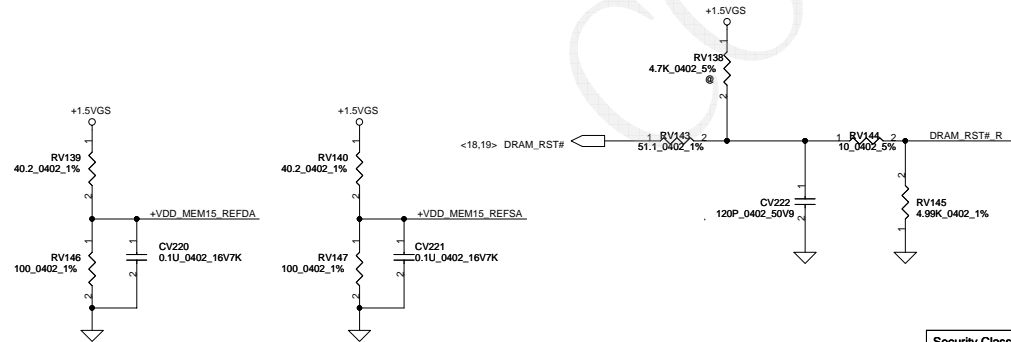 +1.5VGS
1
RV138
4.7K_0402_5%
@
2
+1.5VGS
1
RV139
40.2_0402_1%
2
+VDD_MEM15_REFDA
1
RV146
100_0402_1%
2
1
CV220
0.1U_0402_16V7K
2
+1.5VGS
1
RV140
40.2_0402_1%
2
+VDD_MEM15_REFSA
1
RV147
100_0402_1%
2
1
CV221
0.1U_0402_16V7K
2
<18,19> DRAM_RST#
1 RV143 2
51.1_0402_1%
1 RV144 2
10_0402_5%
DRAM_RST#_R
1
CV222
120P_0402_50V9
2
2
RV145
4.99K_0402_1%
1